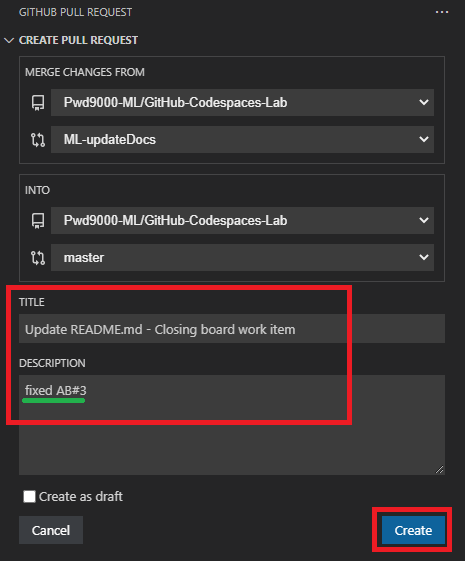 GITHUB PULL REQUEST
CREATE PULL REQUEST
MERGE CHANGES FROM
Pwd9000-ML/GitHub-Codespaces-Lab
ML-updateDocs
INTO
Pwd9000-ML/GitHub-Codespaces-Lab
master
TITLE
Update README.md - Closing board work item
DESCRIPTION
fixed AB#3
Create as draft
Cancel Create